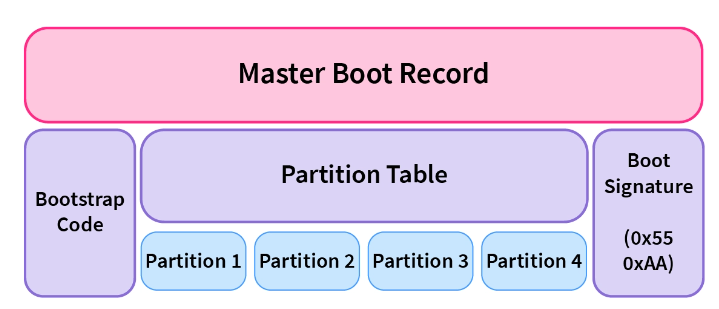 Master Boot Record
Bootstrap
Code
Partition Table
Partition 1
Partition 2
Partition 3
Partition 4
Boot
Signature
(0x55
0xAA)